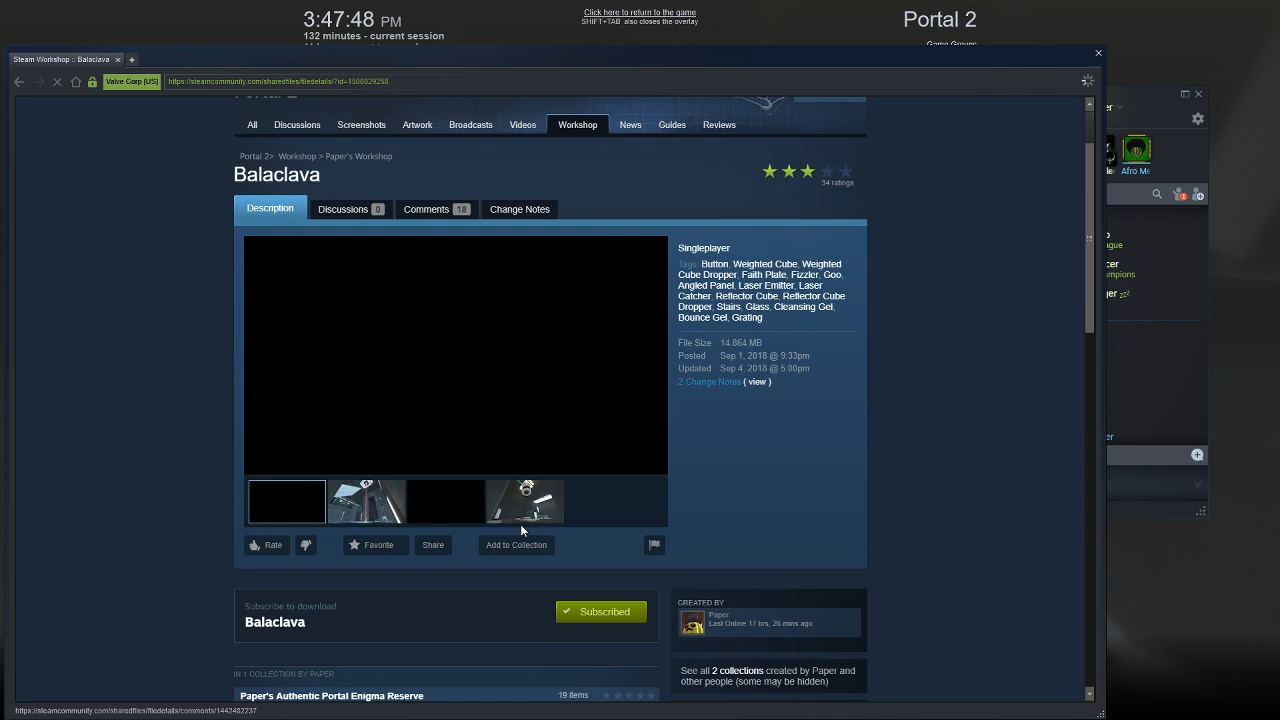 3:47:48 PM
132 minutes - current session
Click here to return to the game
SHIFT+TAB also closes the overlay
Portal 2
Game Groups
Steam Workshop :: Balaclava
Valve Corp [US]
https://steamcommunity.com/sharedfiles/filedetails/?id=1500829258
All Discussions Screenshots Artwork Broadcasts Videos Workshop News Guides Reviews
Portal 2> Workshop > Paper's Workshop
Balaclava
34 ratings
Description Discussions 0 Comments 18 Change Notes
Singleplayer
Tags Button, Weighted Cube, Weighted
Cube Dropper, Faith Plate, Fizzler, Goo,
Angled Panel, Laser Emitter, Laser
Catcher, Reflector Cube, Reflector Cube
Dropper, Stairs, Glass, Cleansing Gel,
Bounce Gel, Grating
File Size 14.864 MB
Posted Sep 1, 2018 @ 9:33pm
Updated Sep 4, 2018 @ 5:00pm
2 Change Notes ( view )
Rate Favorite Share Add to Collection
Subscribe to download
Balaclava
Subscribed
CREATED BY
Paper
Last Online 17 hrs, 26 mins ago
See all 2 collections created by Paper and
other people (some may be hidden)
IN 1 COLLECTION BY PAPER
Paper's Authentic Portal Enigma Reserve 19 items
https://steamcommunity.com/sharedfiles/filedetails/comments/1442482237
Afro Me
1